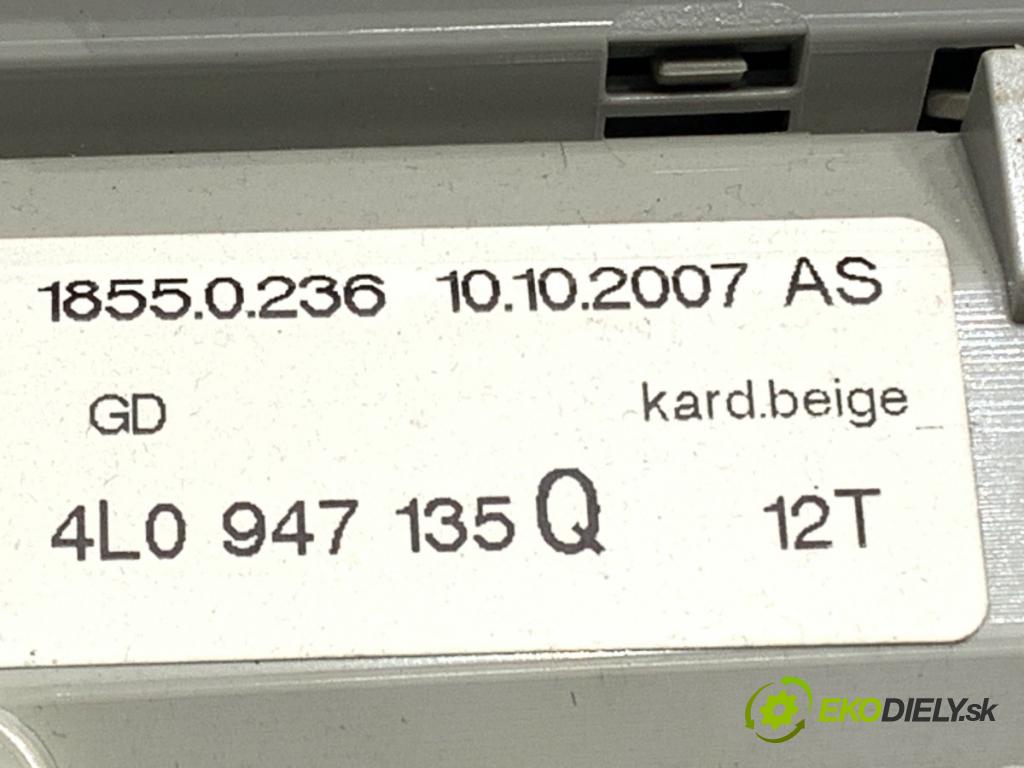 1855.0.236 10.10.2007 AS
GD kard.beige
4L0 947 135 Q 12T
EKODIELY.sk